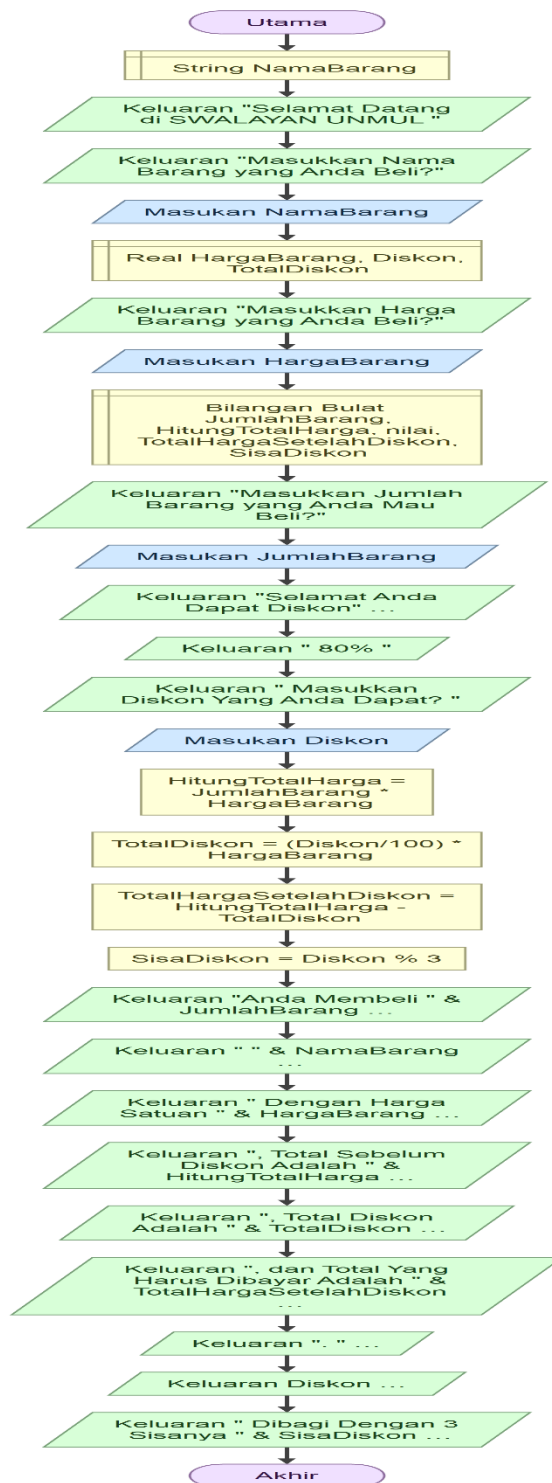 Utama
String NamaBarang
Keluaran "Selamat Datang
di SWALAYAN UNMUL "
Keluaran "Masukkan Nama
Barang yang Anda Beli?"
Masukan NamaBarang
Real HargaBarang, Diskon,
TotalDiskon
Keluaran "Masukkan Harga
Barang yang Anda Beli?"
Masukan HargaBarang
Bilangan Bulat
JumlahBarang,
HitungTotalHarga, nilai,
TotalHargaSetelahDiskon,
SisaDiskon
Keluaran "Masukkan Jumlah
Barang yang Anda Mau
Beli?"
Masukan JumlahBarang
Keluaran "Selamat Anda
Dapat Diskon" ...
Keluaran " 80% "
Keluaran " Masukkan
Diskon Yang Anda Dapat? "
Masukan Diskon
HitungTotalHarga =
JumlahBarang *
HargaBarang
TotalDiskon = (Diskon/100) *
HargaBarang
TotalHargaSetelahDiskon =
HitungTotalHarga -
TotalDiskon
SisaDiskon = Diskon % 3
Keluaran "Anda Membeli " &
JumlahBarang ...
Keluaran " " & NamaBarang
...
Keluaran " Dengan Harga
Satuan " & HargaBarang ...
Keluaran ", Total Sebelum
Diskon Adalah " &
HitungTotalHarga ...
Keluaran ", Total Diskon
Adalah " & TotalDiskon ...
Keluaran ", dan Total Yang
Harus Dibayar Adalah " &
TotalHargaSetelahDiskon
...
Keluaran ". " ...
Keluaran Diskon ...
Keluaran " Dibagi Dengan 3
Sisanya " & SisaDiskon ...
Akhir